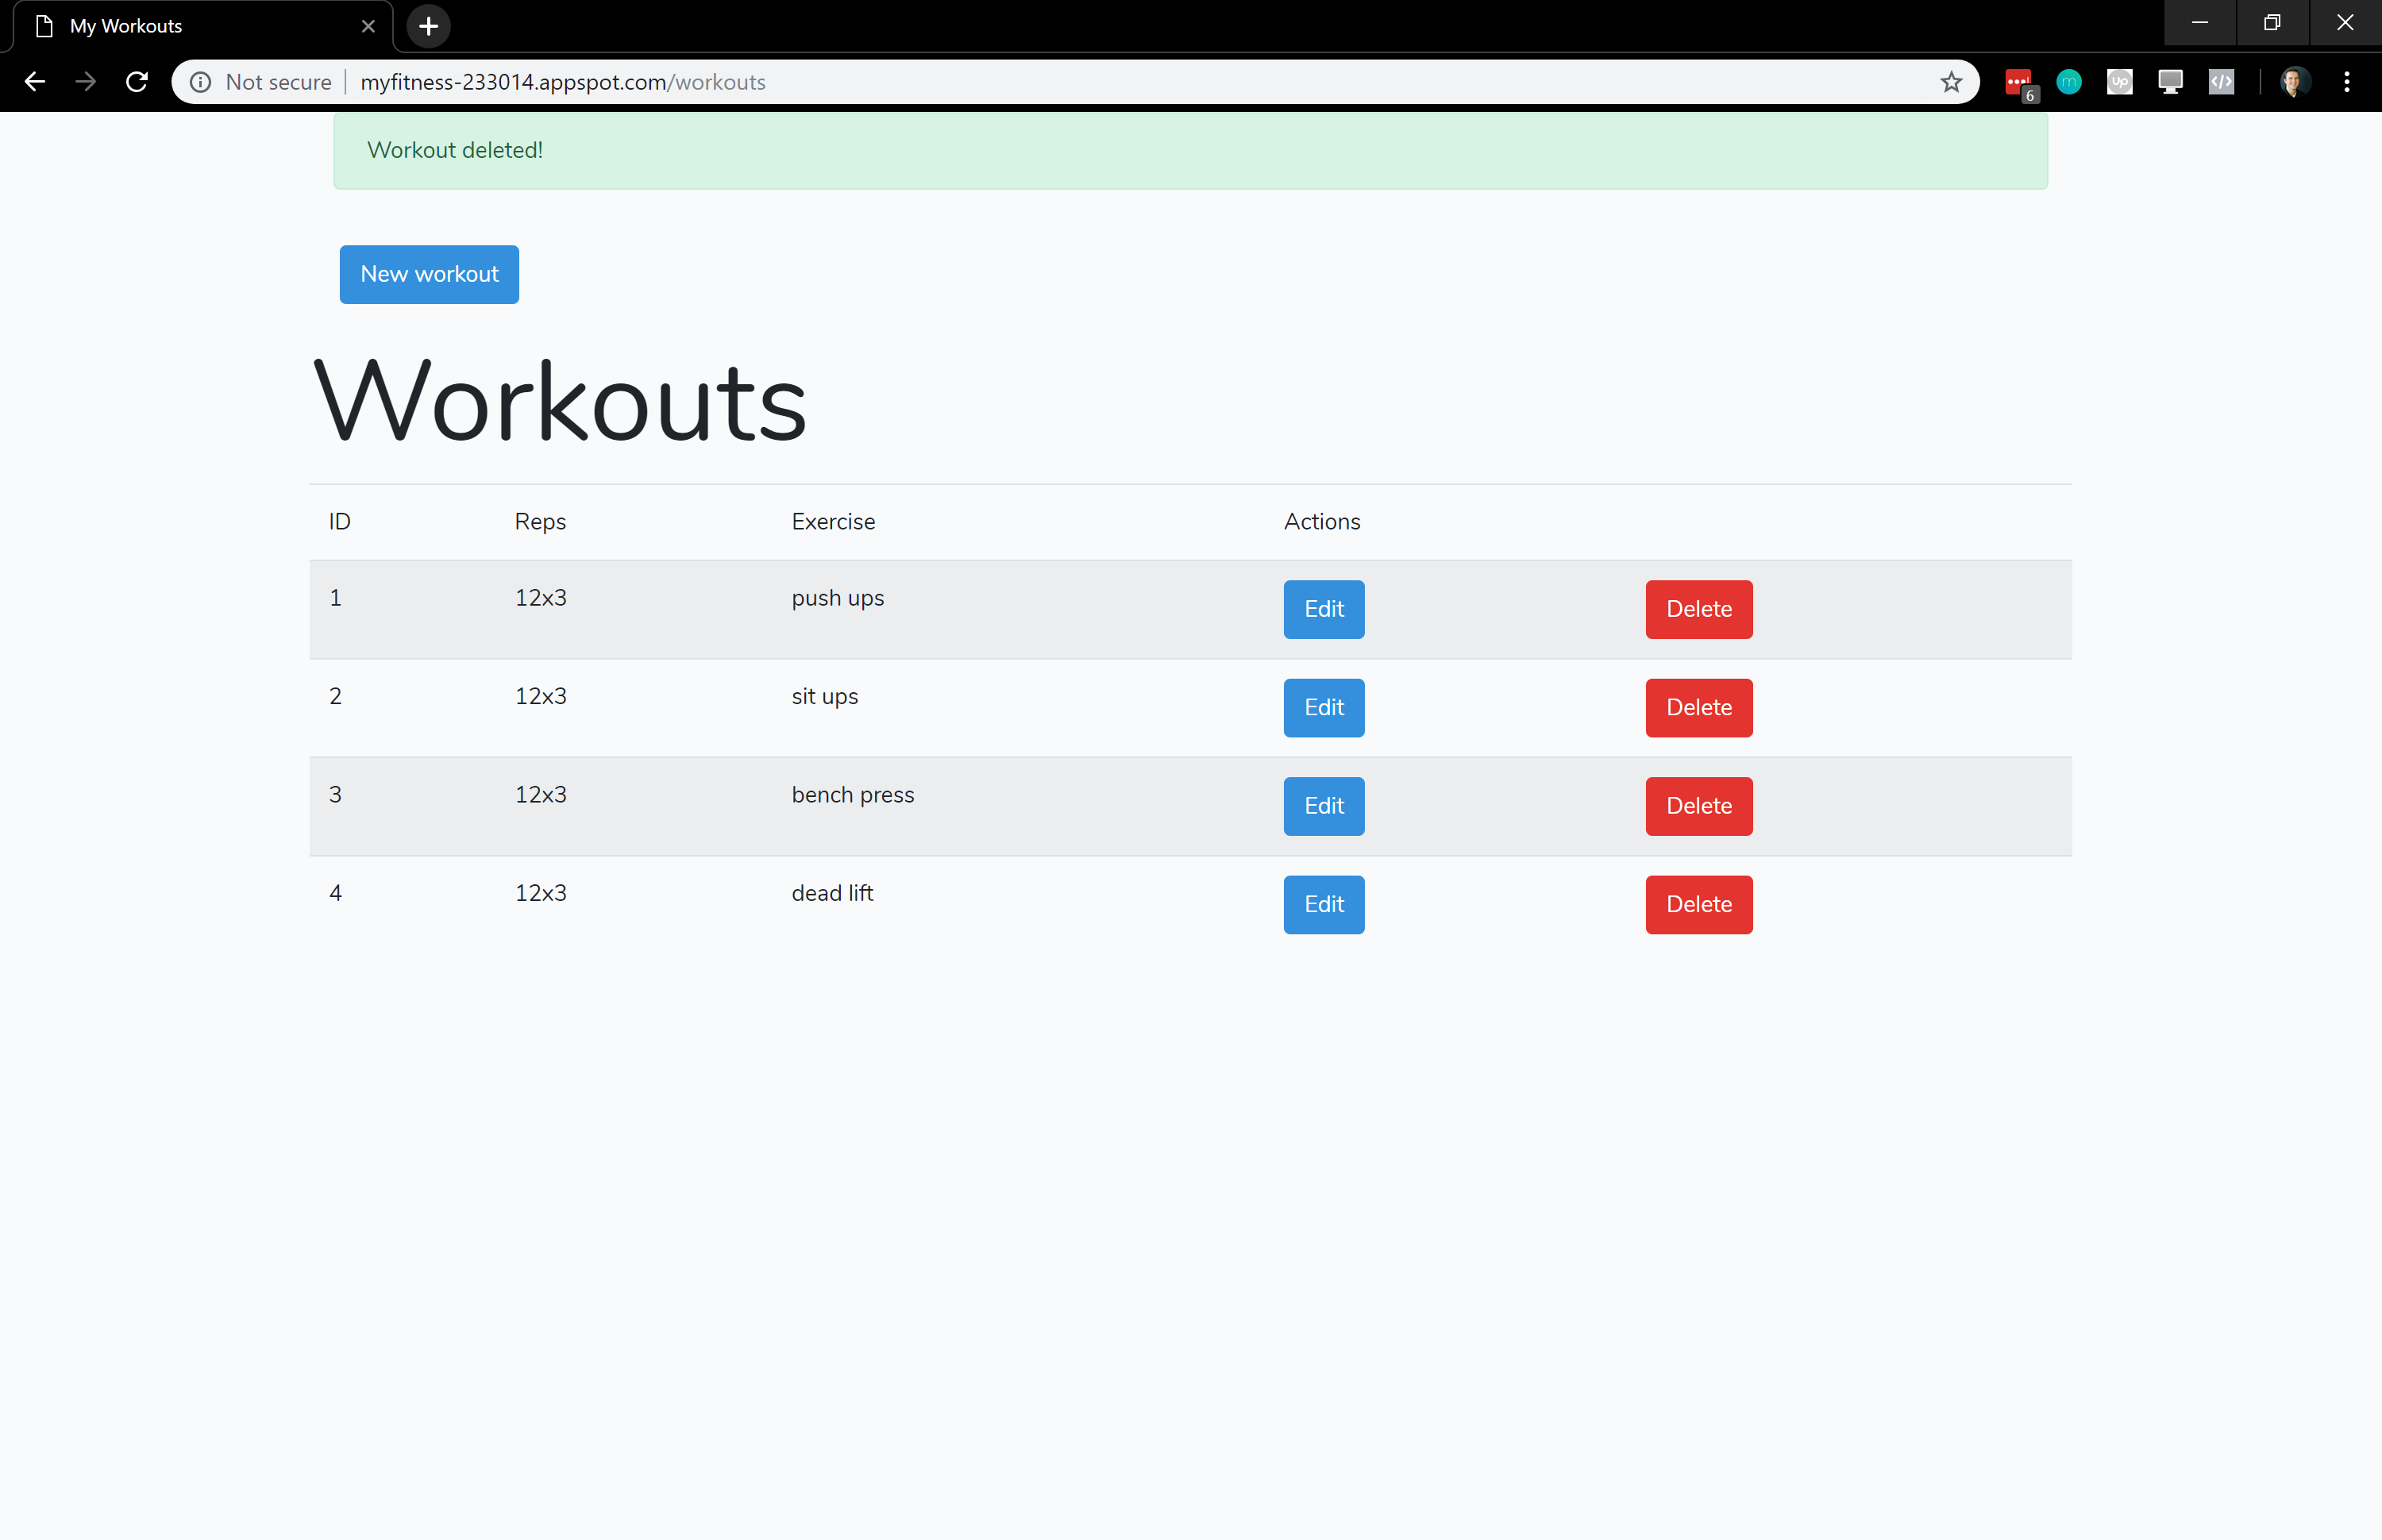 My Workouts
Not secure myfitness-233014.appspot.com/workouts
6 m Up </>
Workout deleted!
New workout
Workouts
ID Reps Exercise Actions
1 12x3 push ups Edit Delete
2 12x3 sit ups Edit Delete
3 12x3 bench press Edit Delete
4 12x3 dead lift Edit Delete